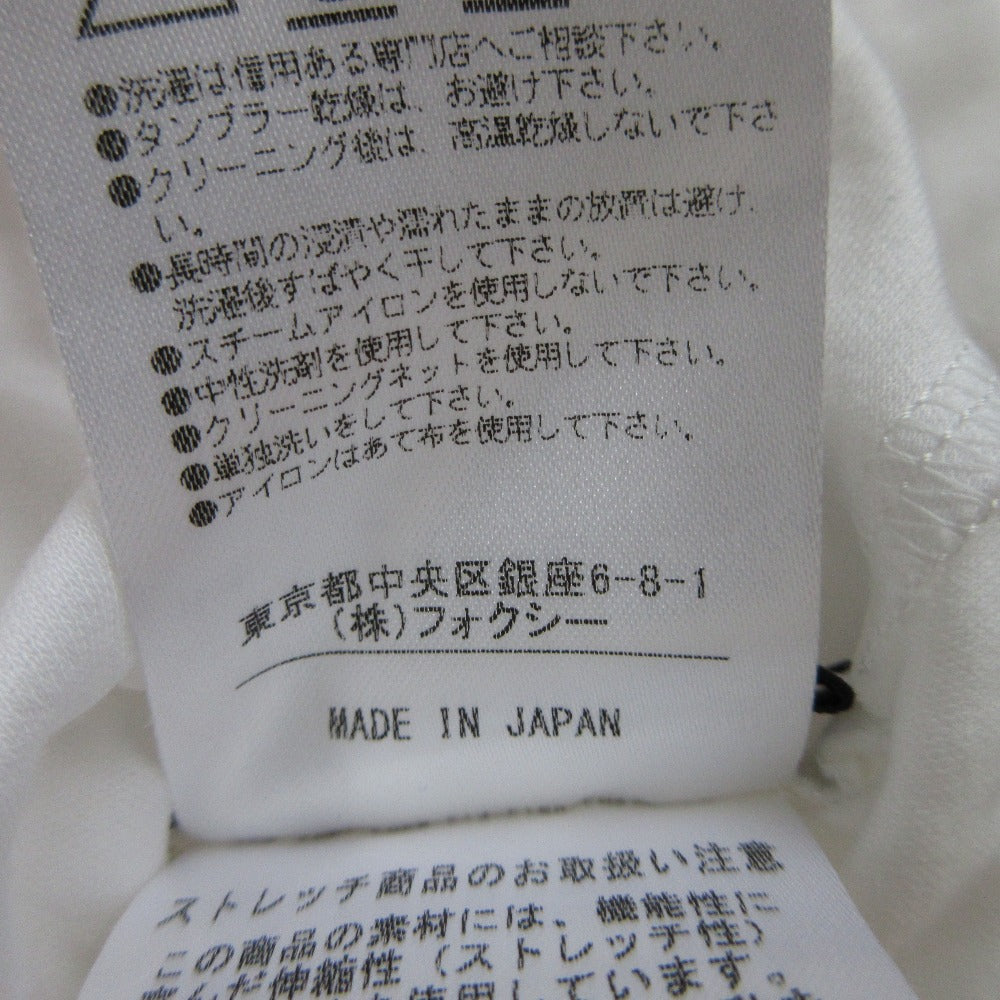 ●洗濯は信用ある専門店へご相談下さい。
●タンブラー乾燥は、お避け下さい。
●クリーニング後は、高温乾燥しないで下さ
い。
●長時間の浸漬や濡れたままの放置は避け、
洗濯後すばやく干して下さい。
●スチームアイロンを使用しないで下さい。
●中性洗剤を使用して下さい。
●クリーニングネットを使用して下さい。
●単独洗いをして下さい。
●アイロンはあて布を使用して下さい。
東京都中央区銀座6-8-1
(株)フォクシー
MADE IN JAPAN
ストレッチ商品のお取扱い注意
この商品の素材には、機能性に
富んだ伸縮性(ストレッチ性)
を使用しています。